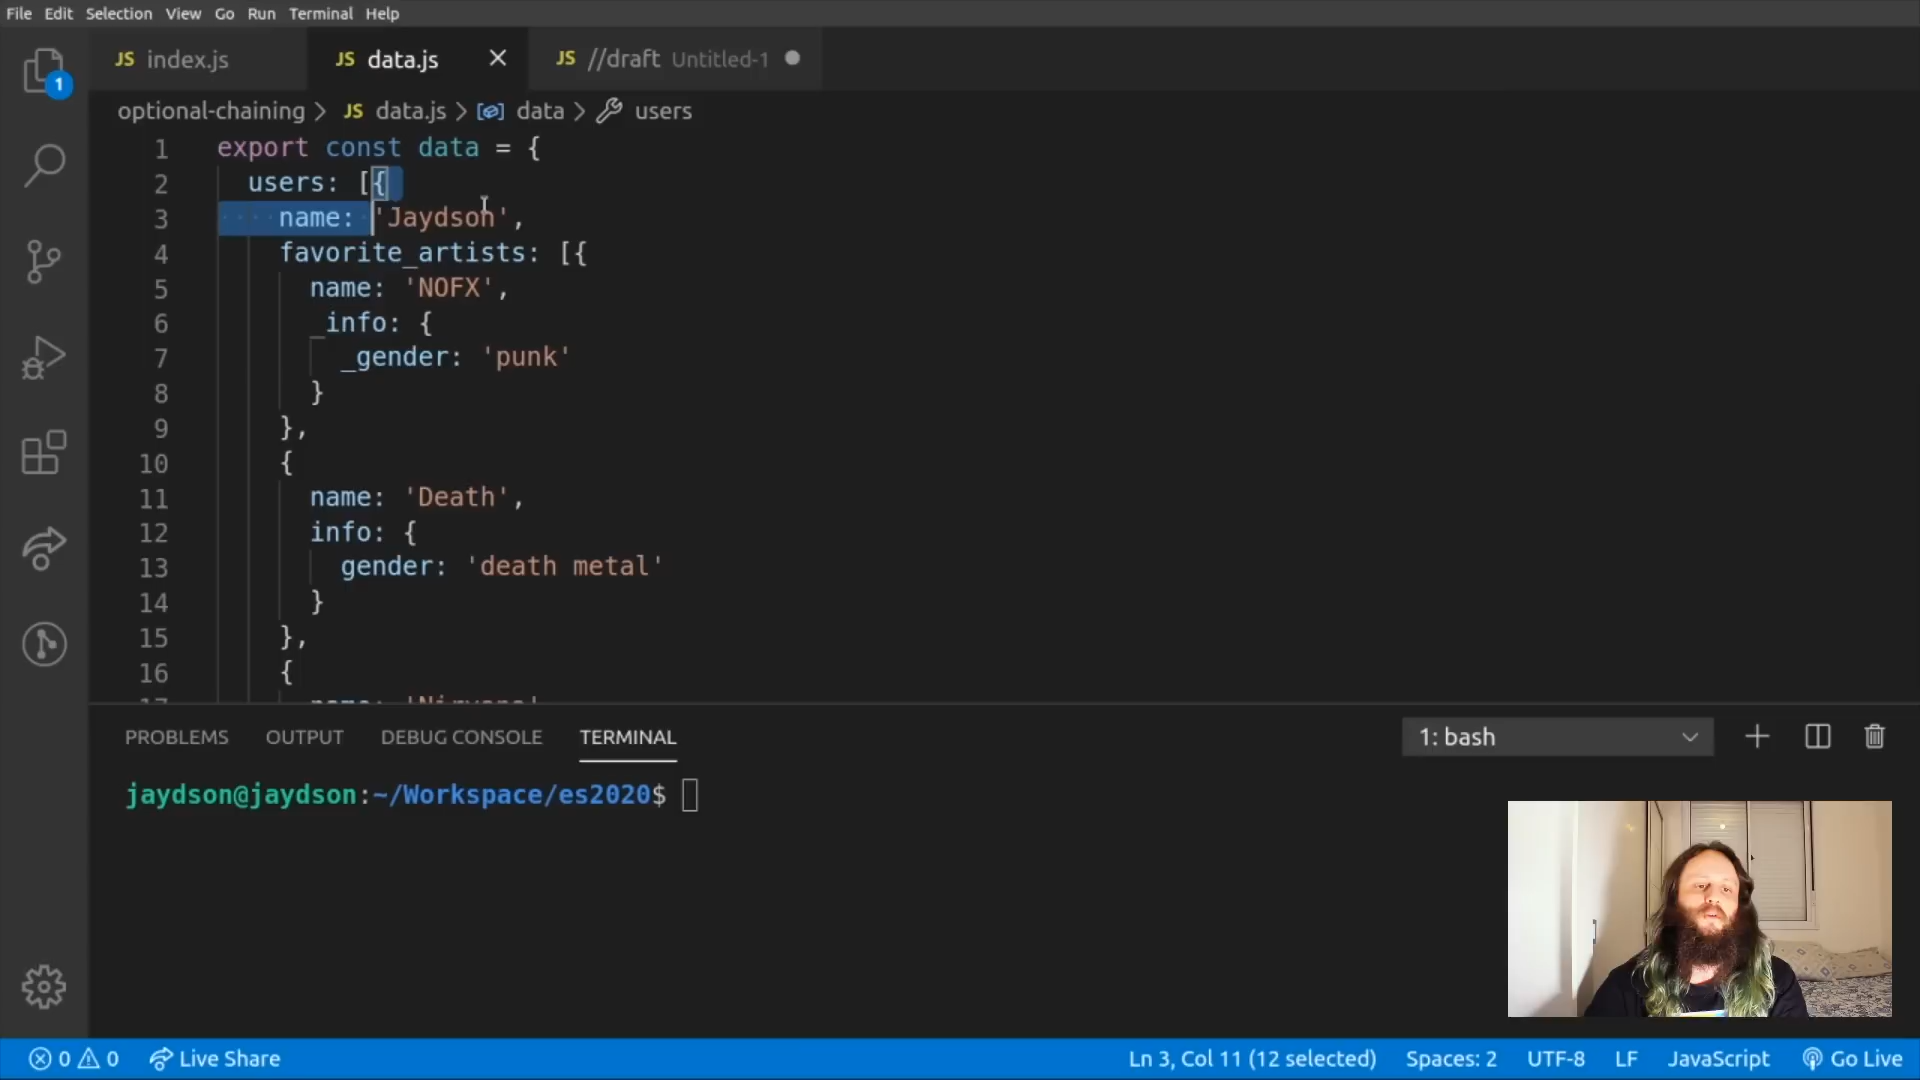 File Edit Selection View Go Run Terminal Help
JS index.js JS data.js JS //draft Untitled-1
1
optional-chaining > JS data.js > data > users
1 export const data = {
2 users: [{
3 name: 'Jaydson',
4 favorite_artists: [{
5 name: 'NOFX',
6 _info: {
7 _gender: 'punk'
8 }
9 },
10 {
11 name: 'Death',
12 info: {
13 gender: 'death metal'
14 }
15 },
16 {
17 name: 'Nirvana'
PROBLEMS OUTPUT DEBUG CONSOLE TERMINAL 1: bash
jaydson@jaydson:~/Workspace/es2020$
0 0 Live Share Ln 3, Col 11 (12 selected) Spaces: 2 UTF-8 LF JavaScript Go Live